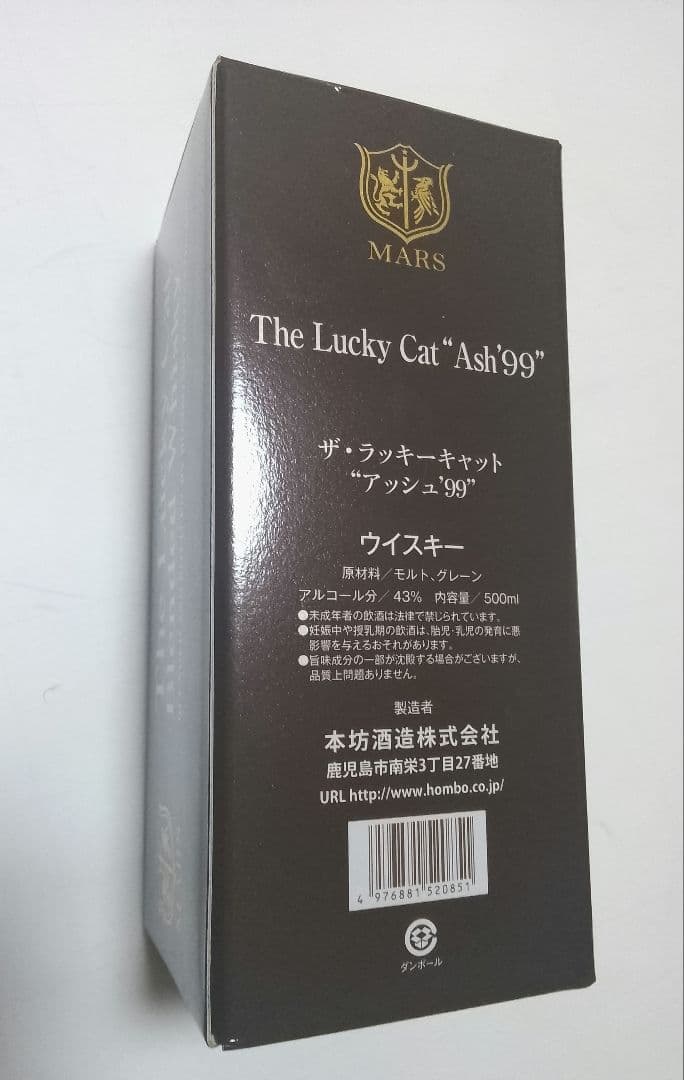 MARS
The Lucky Cat “Ash’99”
ザ・ラッキーキャット
“アッシュ’99”
ウイスキー
原材料／モルト、グレーン
アルコール分／43% 内容量／500ml
●未成年者の飲酒は法律で禁じられています。
●妊娠中や授乳期の飲酒は、胎児・乳児の発育に悪
影響を与えるおそれがあります。
●旨味成分の一部が沈殿する場合がございますが、
品質上問題ありません。
製造者
本坊酒造株式会社
鹿児島市南栄3丁目27番地
URL http://www.hombo.co.jp/
4 976881 520851
ダンボール